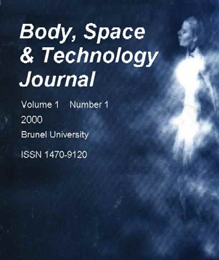 Body, Space
& Technology
Journal
Volume 1 Number 1
2000
Brunel University
ISSN 1470-9120